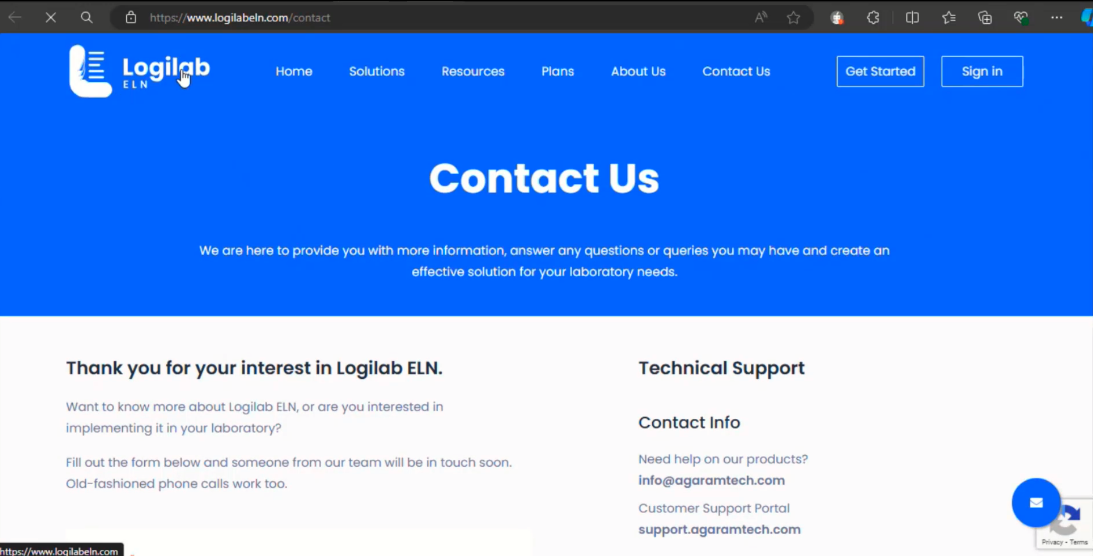 https://www.logilabeln.com/contact
Logilab
ELN
Home Solutions Resources Plans About Us Contact Us Get Started Sign in
Contact Us
We are here to provide you with more information, answer any questions or queries you may have and create an
effective solution for your laboratory needs.
Thank you for your interest in Logilab ELN.
Want to know more about Logilab ELN, or are you interested in
implementing it in your laboratory?
Fill out the form below and someone from our team will be in touch soon.
Old-fashioned phone calls work too.
Technical Support
Contact Info
Need help on our products?
info@agaramtech.com
Customer Support Portal
support.agaramtech.com
Privacy - Terms
https://www.logilabeln.com